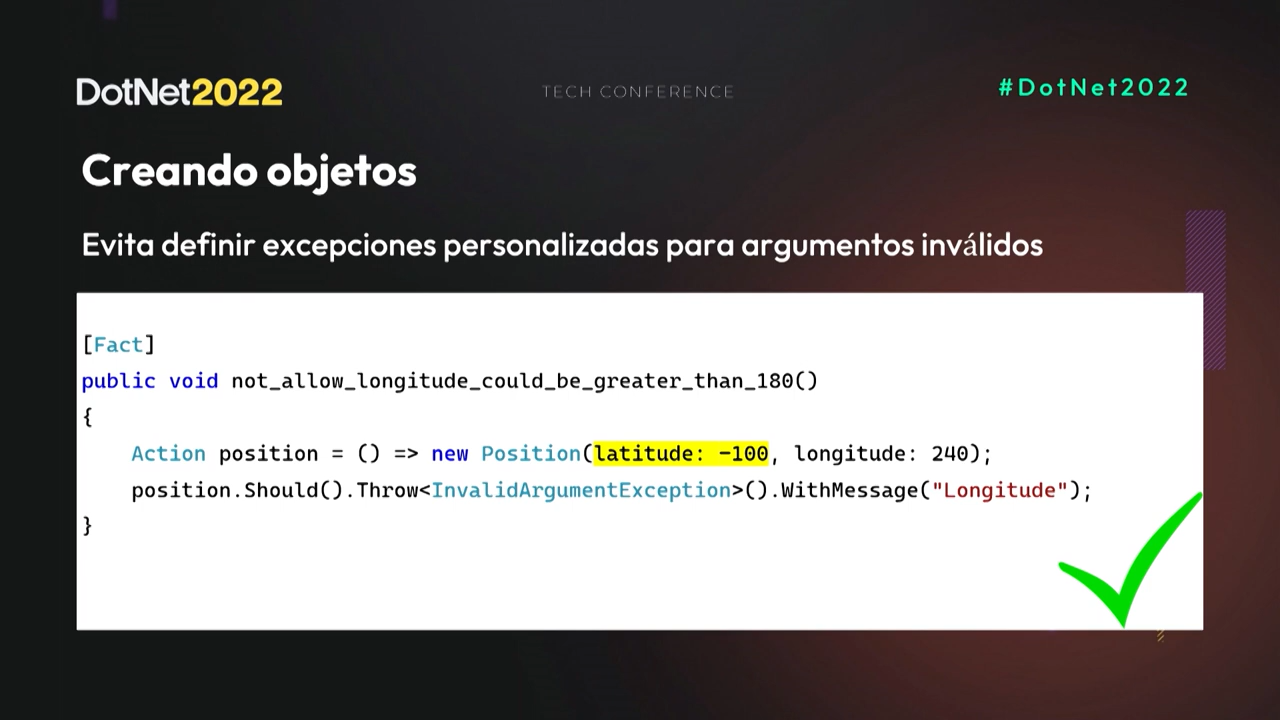 DotNet2022
TECH CONFERENCE
#DotNet2022
Creando objetos
Evita definir excepciones personalizadas para argumentos inválidos
[Fact]
public void not_allow_longitude_could_be_greater_than_180()
{
    Action position = () => new Position(latitude: -100, longitude: 240);
    position.Should().Throw<InvalidArgumentException>().WithMessage("Longitude");
}